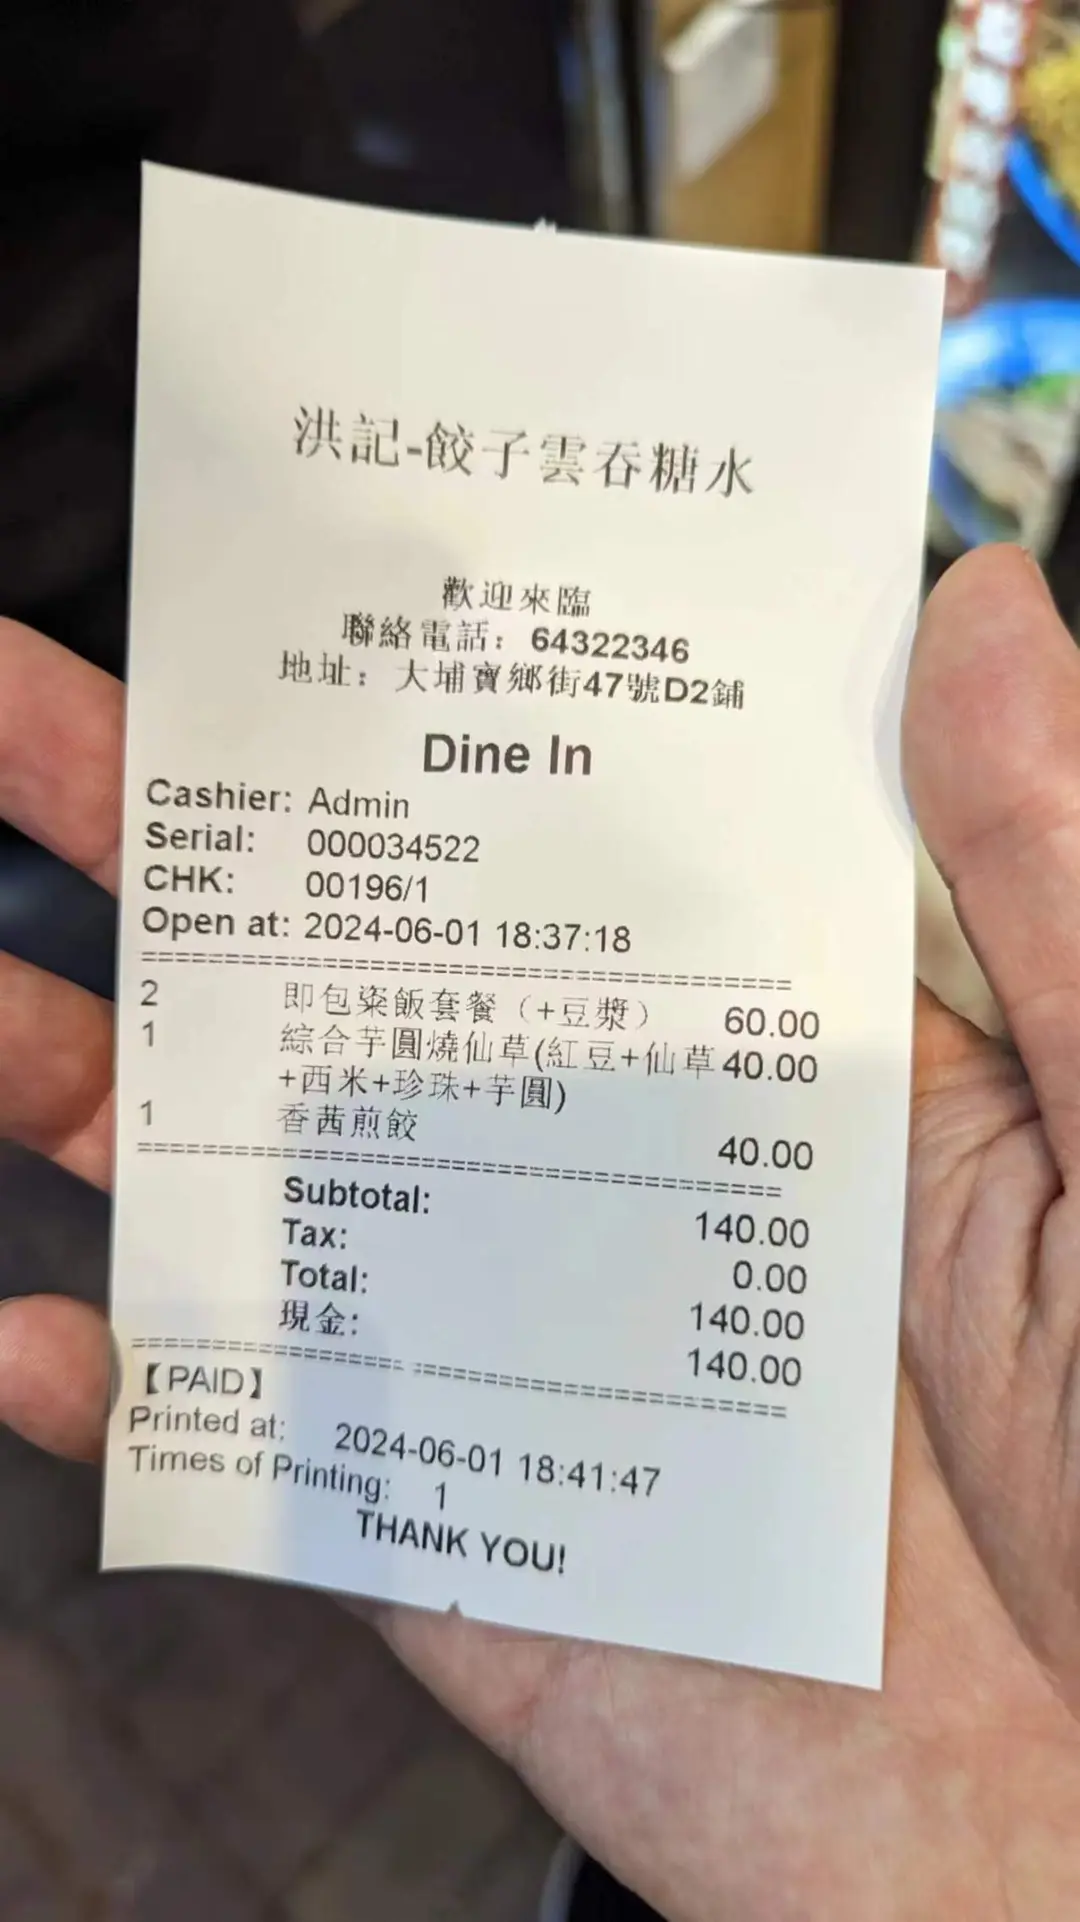 洪記-餃子雲吞糖水
歡迎來臨
聯絡電話：64322346
地址：大埔寶鄉街47號D2鋪
Dine In
Cashier: Admin
Serial: 000034522
CHK: 00196/1
Open at: 2024-06-01 18:37:18
2 即包粢飯套餐（+豆漿） 60.00
1 綜合芋圓燒仙草(紅豆+仙草 40.00
+西米+珍珠+芋圓)
1 香茜煎餃 40.00
Subtotal: 140.00
Tax: 0.00
Total: 140.00
現金: 140.00
【PAID】
Printed at: 2024-06-01 18:41:47
Times of Printing: 1
THANK YOU!